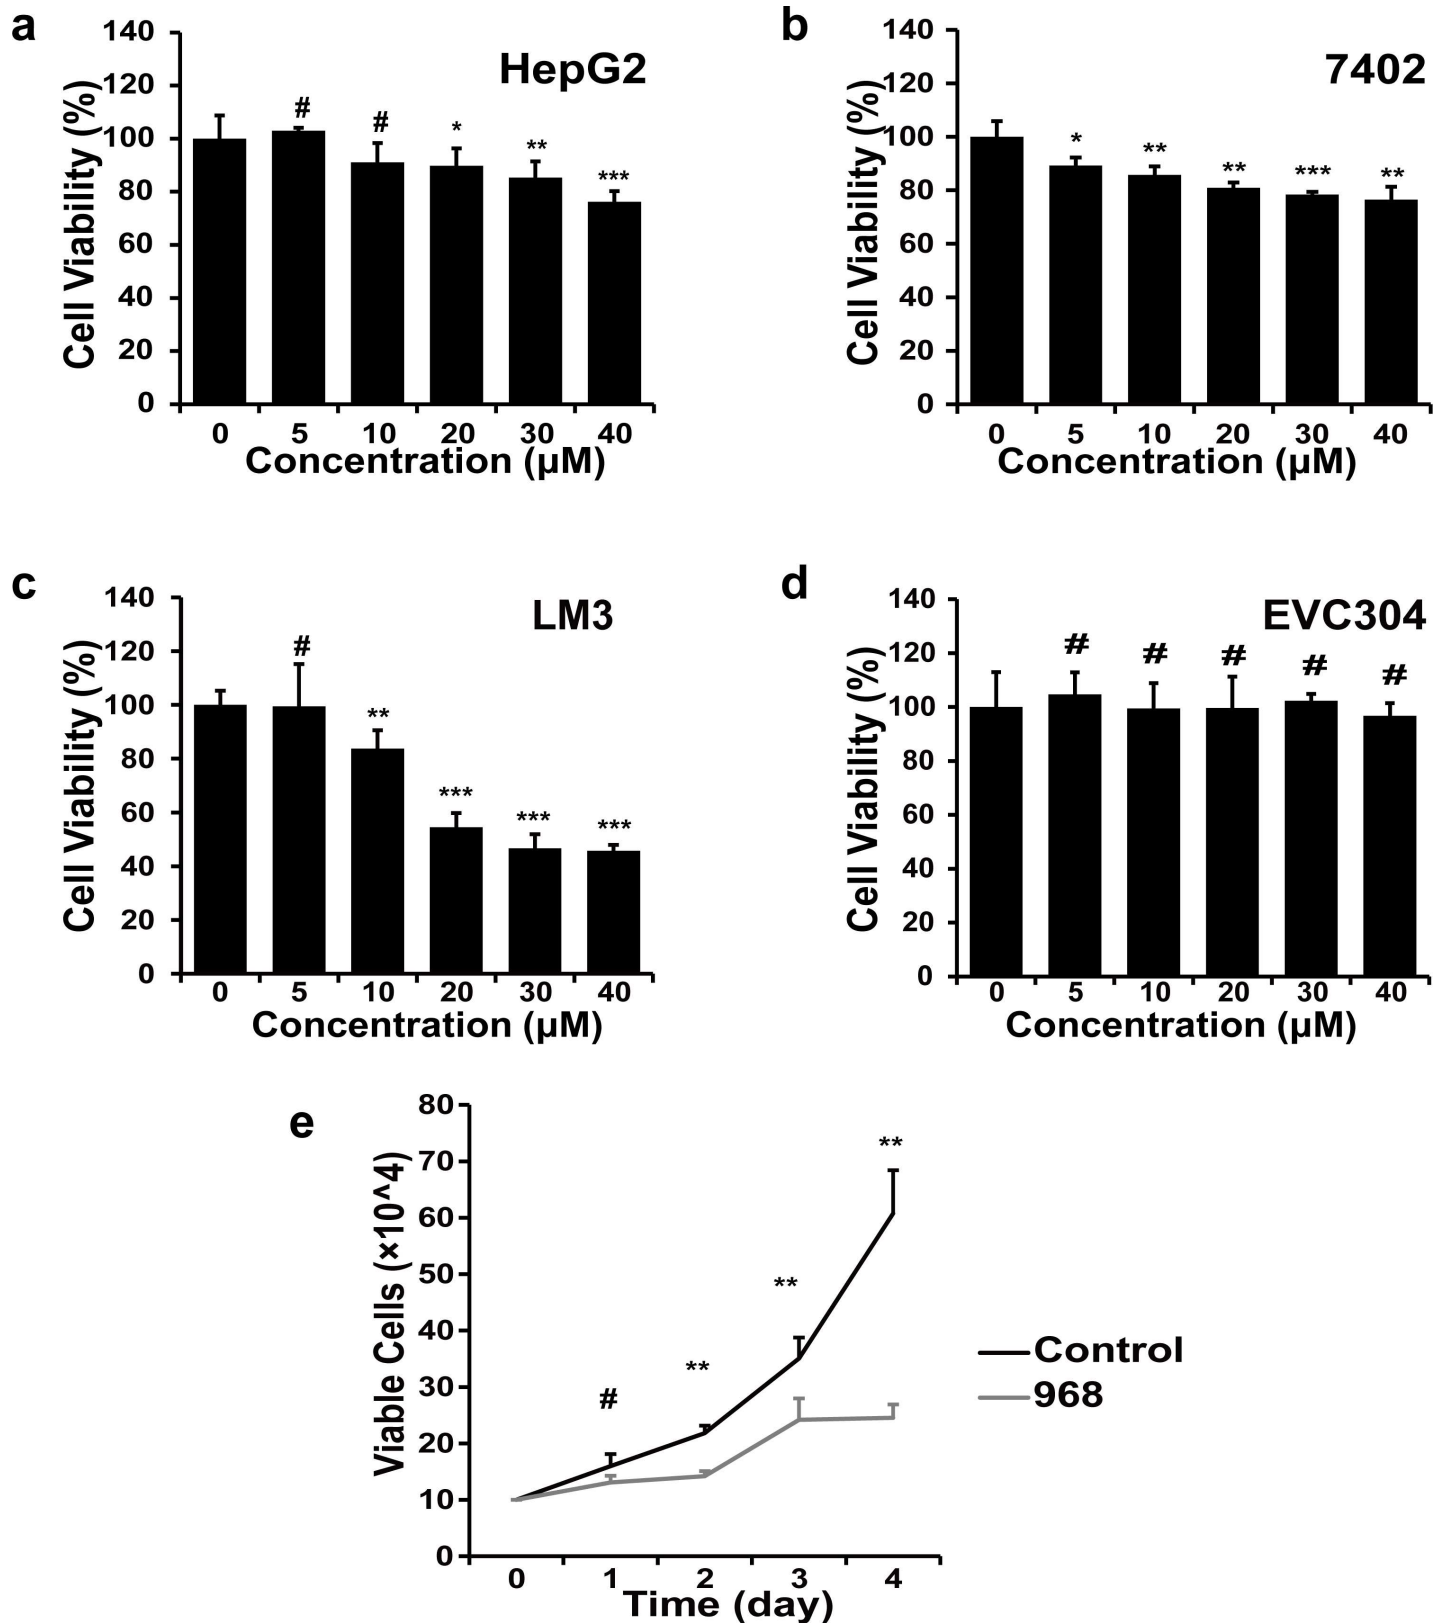 a
HepG2
Cell Viability (%)
140
120
100
80
60
40
20
0
# # * ** ***
0 5 10 20 30 40
Concentration (µM)
b
7402
Cell Viability (%)
140
120
100
80
60
40
20
0
* ** ** *** **
0 5 10 20 30 40
Concentration (µM)
c
LM3
Cell Viability (%)
140
120
100
80
60
40
20
0
# ** *** *** ***
0 5 10 20 30 40
Concentration (µM)
d
EVC304
Cell Viability (%)
140
120
100
80
60
40
20
0
# # # # #
0 5 10 20 30 40
Concentration (µM)
e
Viable Cells (×10^4)
80
70
60
50
40
30
20
10
0
# ** ** **
0 1 2 3 4
Time (day)
Control
968